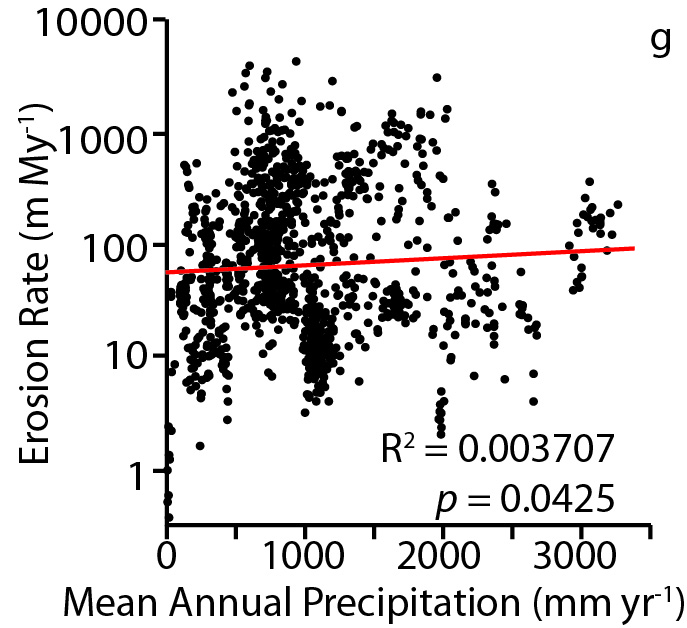 g
Erosion Rate (m My⁻¹)
10000
1000
100
10
1
R² = 0.003707
p = 0.0425
0 1000 2000 3000
Mean Annual Precipitation (mm yr⁻¹)